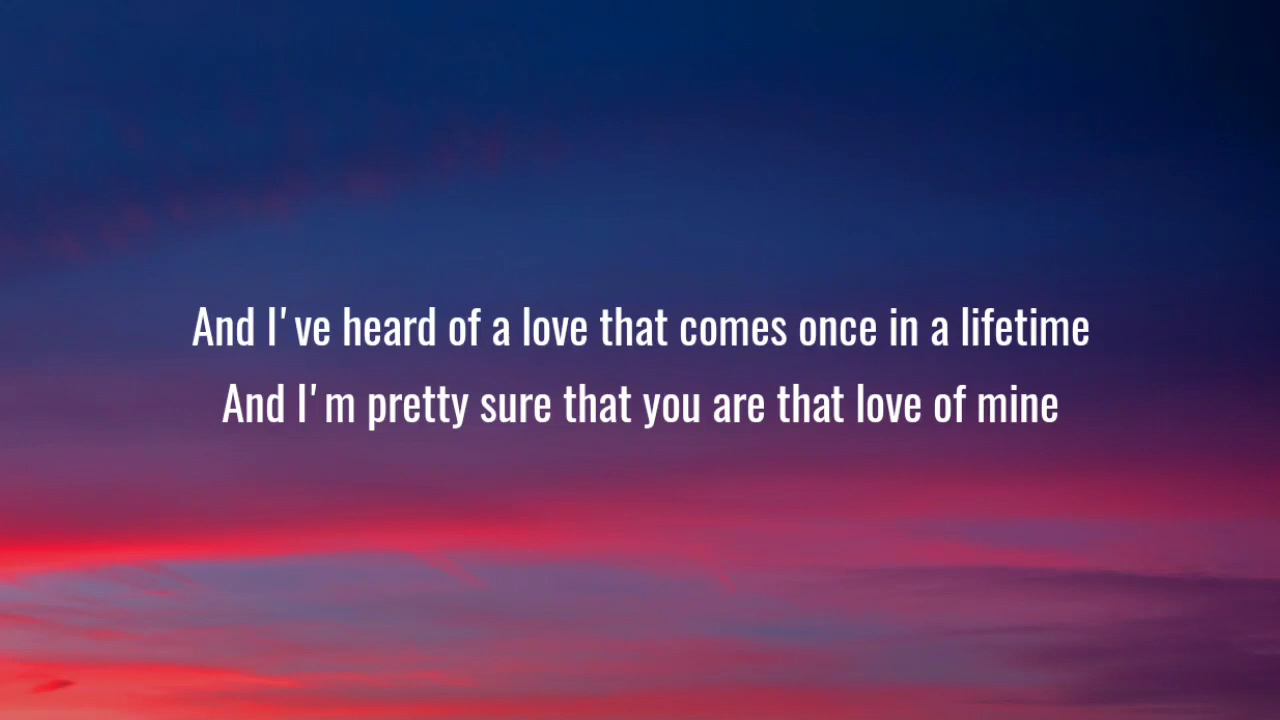 And I've heard of a love that comes once in a lifetime
And I'm pretty sure that you are that love of mine